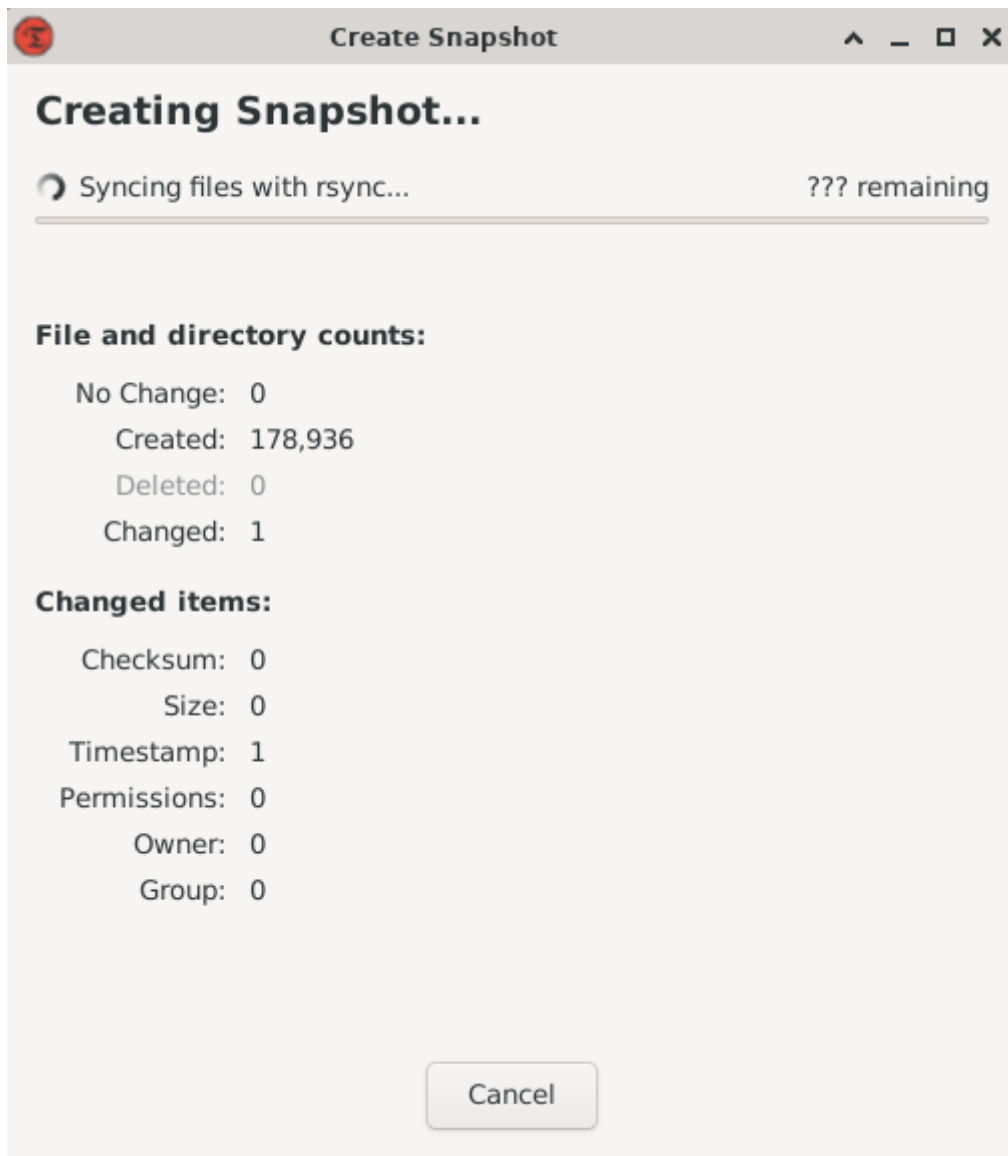 Create Snapshot
Creating Snapshot...
Syncing files with rsync... ??? remaining
File and directory counts:
No Change: 0
Created: 178,936
Deleted: 0
Changed: 1
Changed items:
Checksum: 0
Size: 0
Timestamp: 1
Permissions: 0
Owner: 0
Group: 0
Cancel